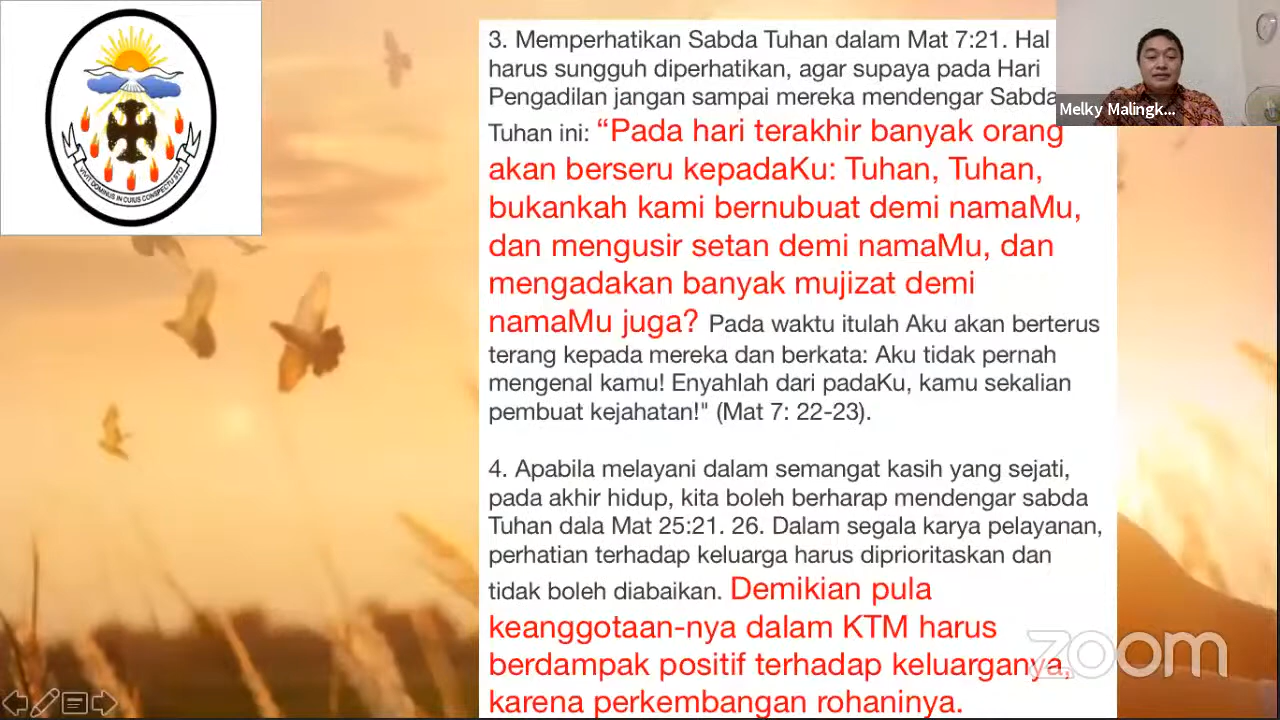 3. Memperhatikan Sabda Tuhan dalam Mat 7:21. Hal
harus sungguh diperhatikan, agar supaya pada Hari
Pengadilan jangan sampai mereka mendengar Sabda
Tuhan ini: “Pada hari terakhir banyak orang
akan berseru kepadaKu: Tuhan, Tuhan,
bukankah kami bernubuat demi namaMu,
dan mengusir setan demi namaMu, dan
mengadakan banyak mujizat demi
namaMu juga? Pada waktu itulah Aku akan berterus
terang kepada mereka dan berkata: Aku tidak pernah
mengenal kamu! Enyahlah dari padaKu, kamu sekalian
pembuat kejahatan!" (Mat 7: 22-23).
4. Apabila melayani dalam semangat kasih yang sejati,
pada akhir hidup, kita boleh berharap mendengar sabda
Tuhan dala Mat 25:21. 26. Dalam segala karya pelayanan,
perhatian terhadap keluarga harus diprioritaskan dan
tidak boleh diabaikan. Demikian pula
keanggotaan-nya dalam KTM harus
berdampak positif terhadap keluarganya,
karena perkembangan rohaninya.
Melky Malingk...
VIVIT DOMINUS IN CUIUS CONSPECTU STO
zoom